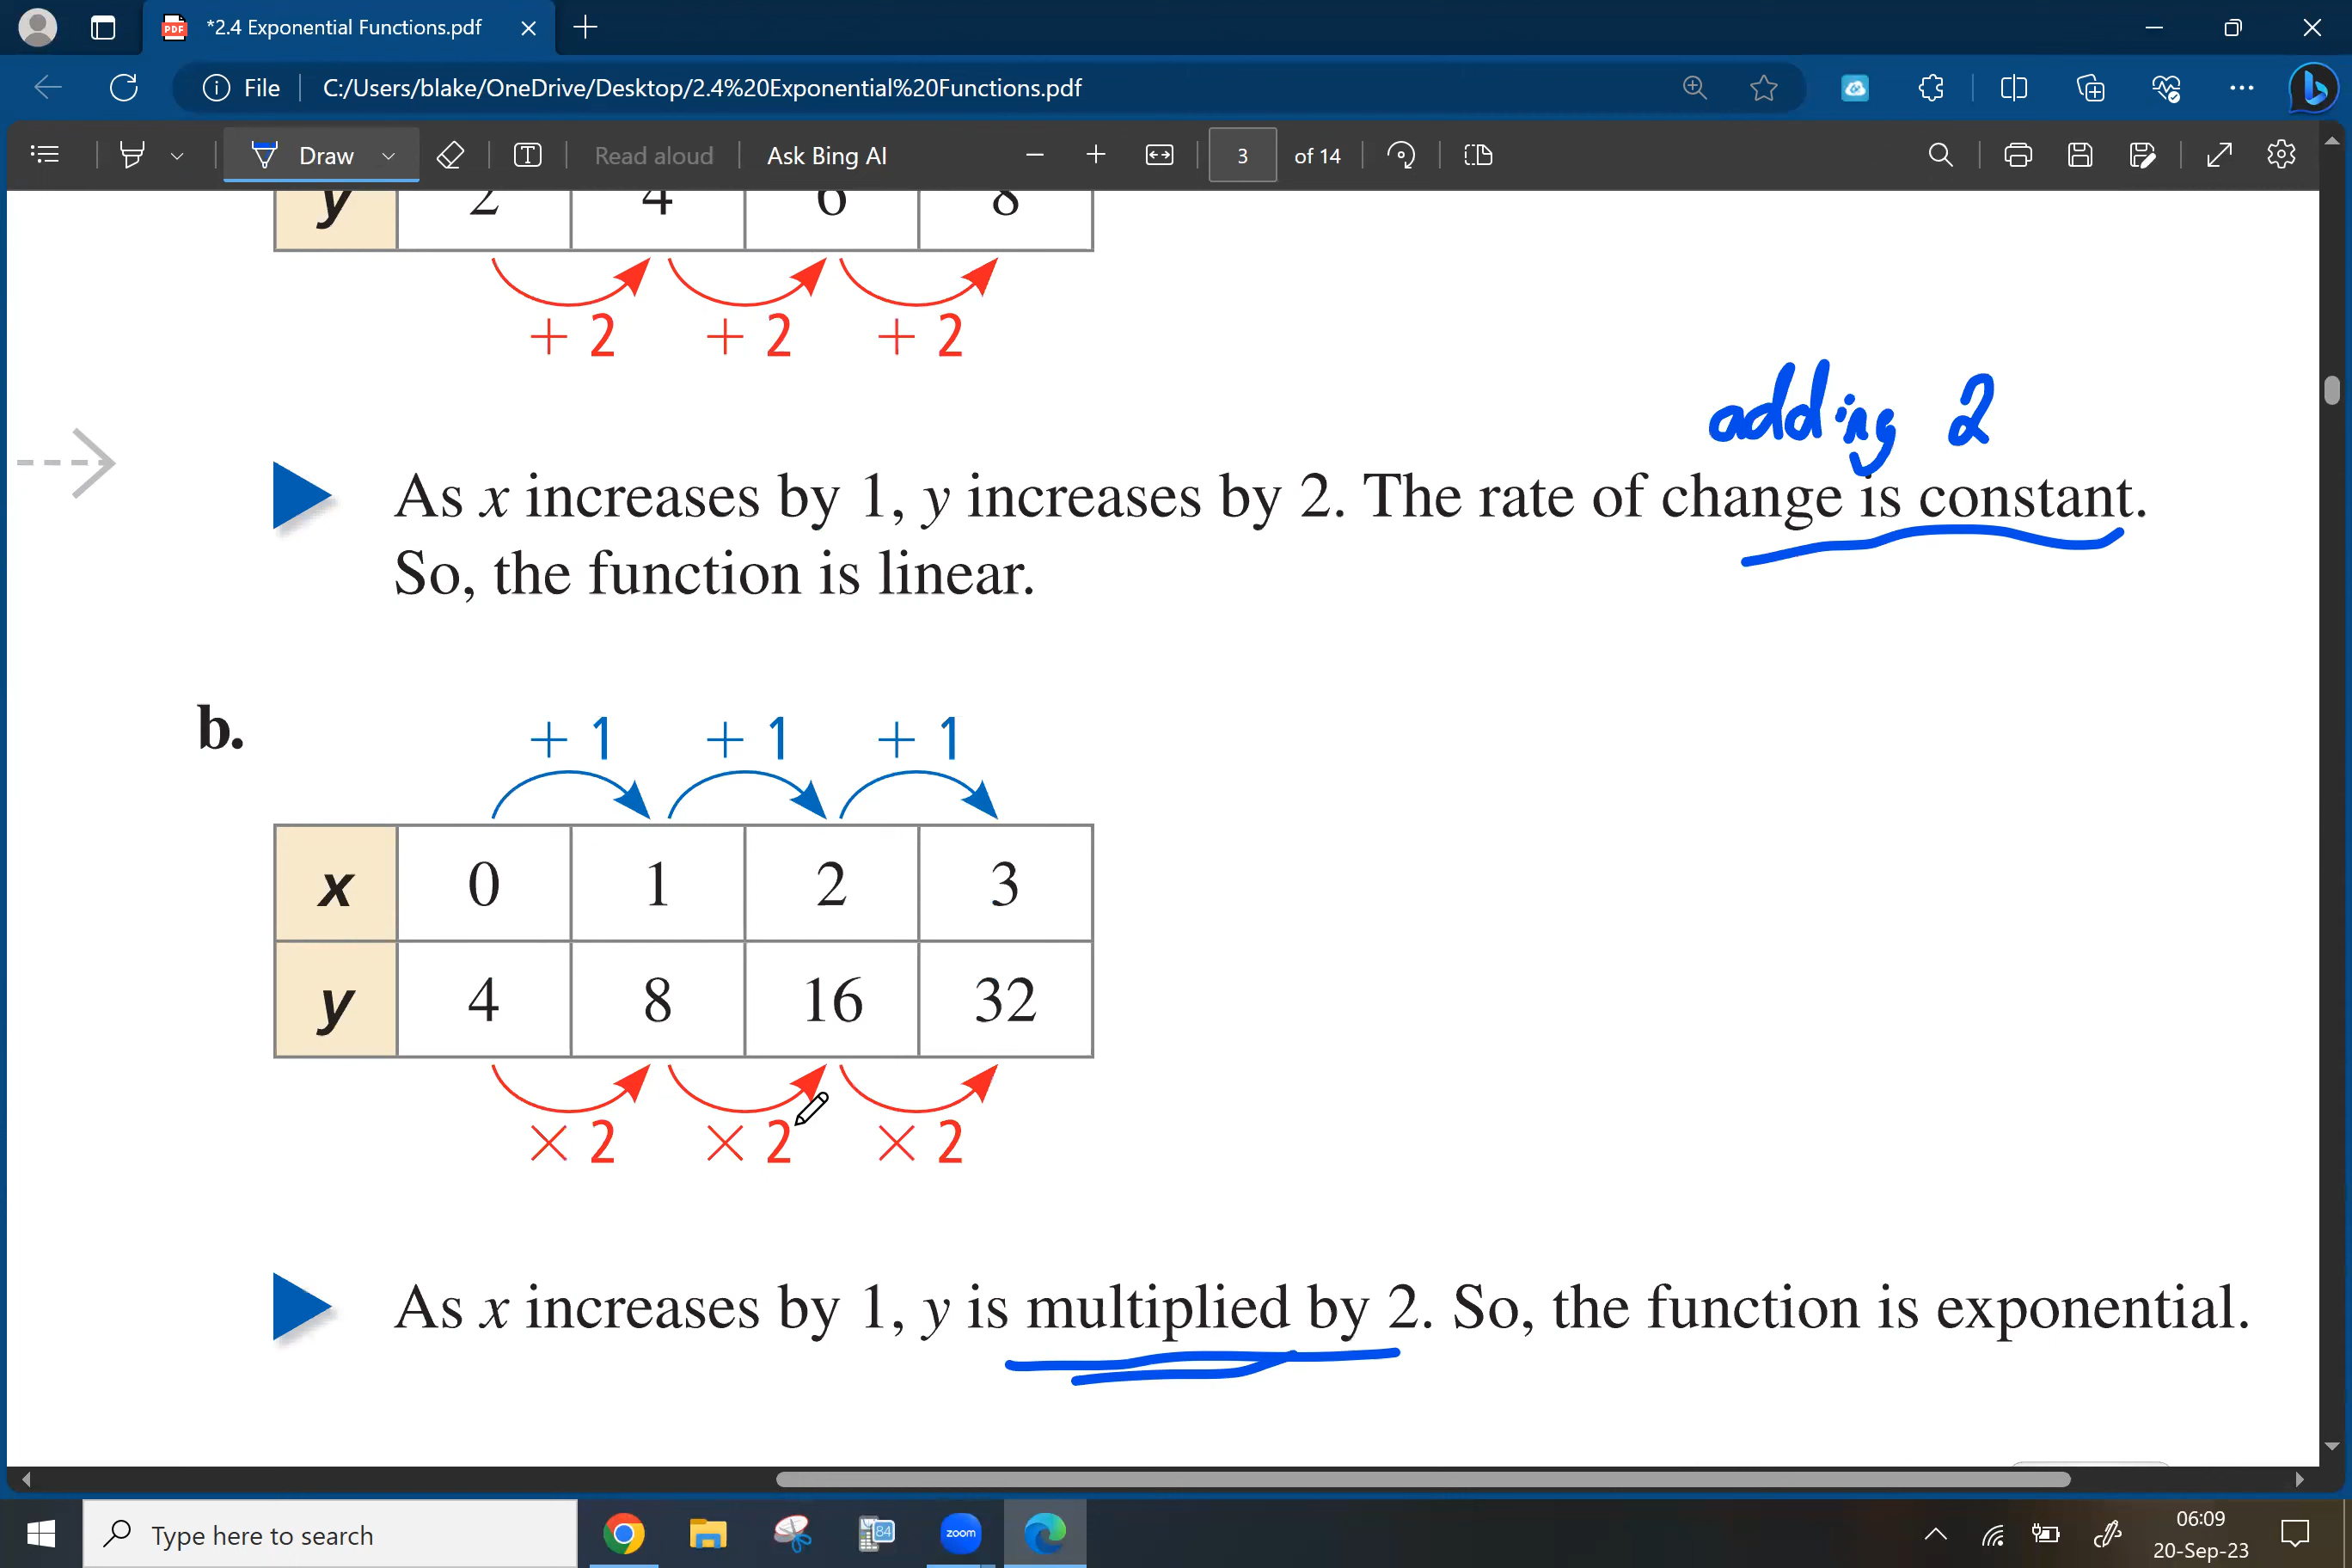 *2.4 Exponential Functions.pdf
File C:/Users/blake/OneDrive/Desktop/2.4%20Exponential%20Functions.pdf
Draw Read aloud Ask Bing AI 3 of 14
y 2 4 6 8
+ 2 + 2 + 2
adding 2
As x increases by 1, y increases by 2. The rate of change is constant.
So, the function is linear.
b.
+ 1 + 1 + 1
x 0 1 2 3
y 4 8 16 32
× 2 × 2 × 2
As x increases by 1, y is multiplied by 2. So, the function is exponential.
Type here to search 84 zoom 06:09
20-Sep-23